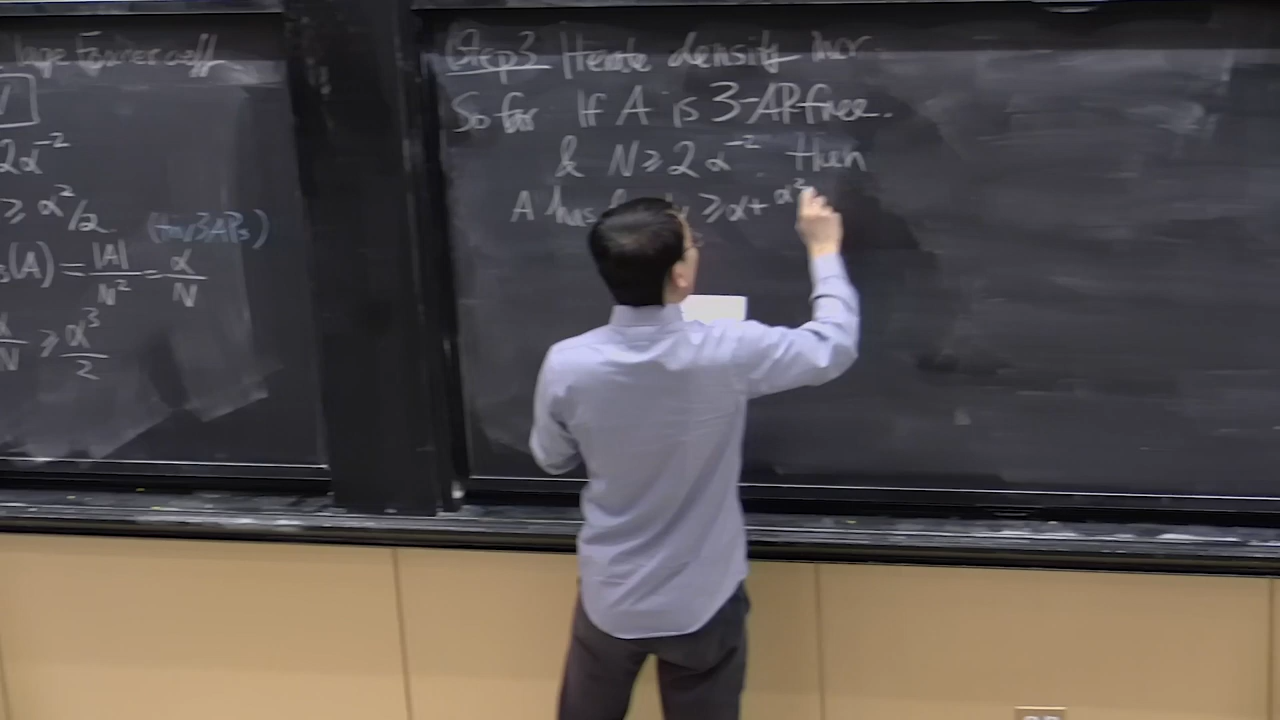 Large Fourier coeff
2α⁻²
≥ α²/2
(triv 3APs)
(A) = |A|/N² = α/N
/N ≥ α³/2
Step 3 Iterate density incr
So far If A is 3-AP-free.
& N ≥ 2α⁻² then
A has ≥ α + α²